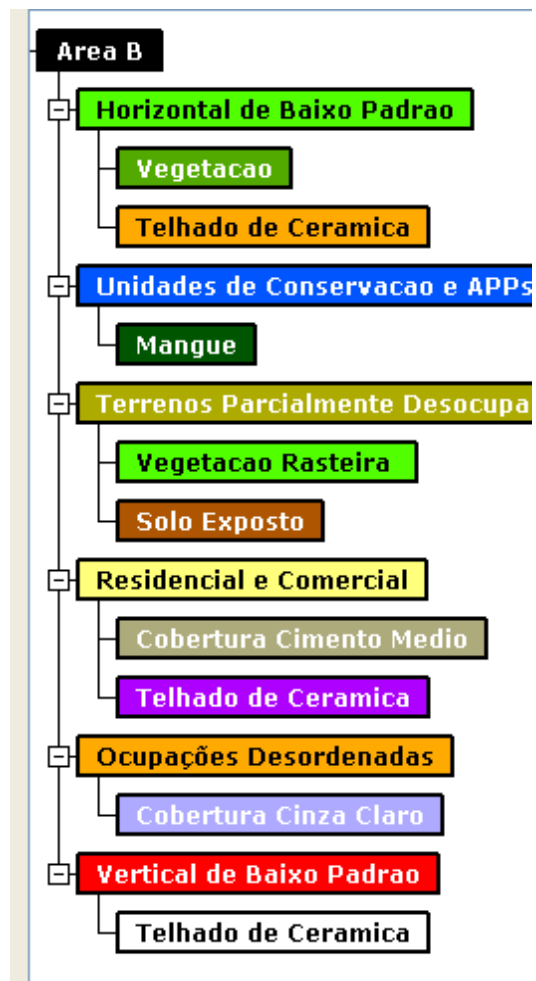 Area B
Horizontal de Baixo Padrao
Vegetacao
Telhado de Ceramica
Unidades de Conservacao e APPs
Mangue
Terrenos Parcialmente Desocupa
Vegetacao Rasteira
Solo Exposto
Residencial e Comercial
Cobertura Cimento Medio
Telhado de Ceramica
Ocupações Desordenadas
Cobertura Cinza Claro
Vertical de Baixo Padrao
Telhado de Ceramica